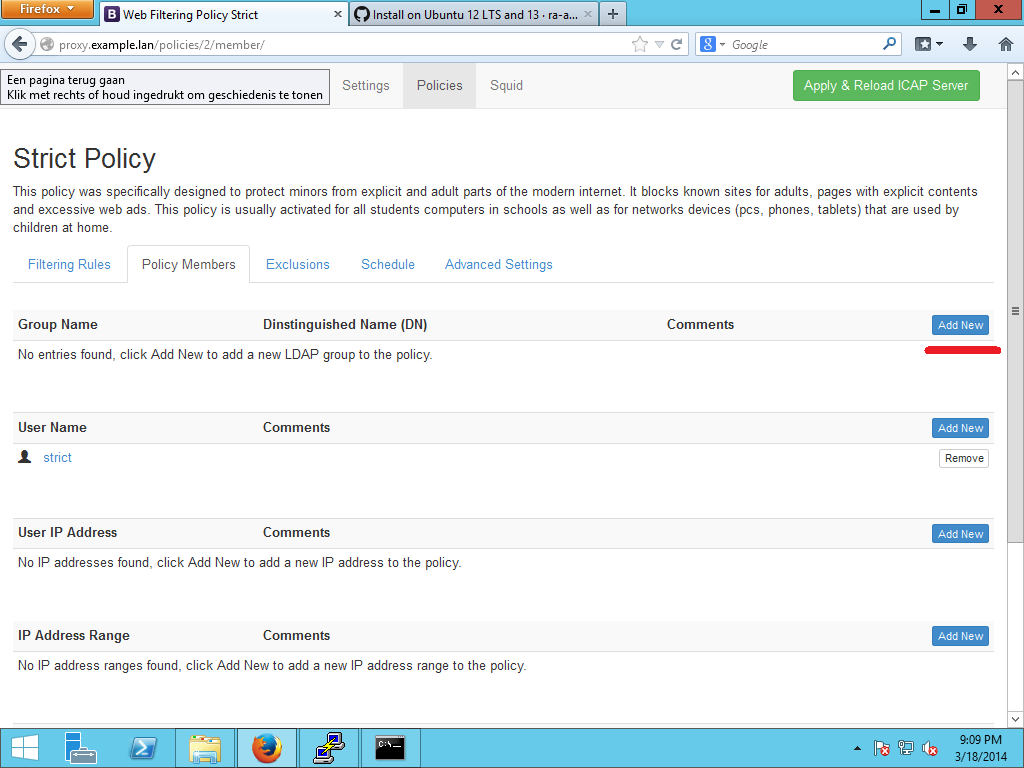 Firefox
Web Filtering Policy Strict
Install on Ubuntu 12 LTS and 13 · ra-a...
proxy.example.lan/policies/2/member/
Google
Een pagina terug gaan
Klik met rechts of houd ingedrukt om geschiedenis te tonen
Settings
Policies
Squid
Apply & Reload ICAP Server
Strict Policy
This policy was specifically designed to protect minors from explicit and adult parts of the modern internet. It blocks known sites for adults, pages with explicit contents
and excessive web ads. This policy is usually activated for all students computers in schools as well as for networks devices (pcs, phones, tablets) that are used by
children at home.
Filtering Rules
Policy Members
Exclusions
Schedule
Advanced Settings
Group Name Dinstinguished Name (DN) Comments Add New
No entries found, click Add New to add a new LDAP group to the policy.
User Name Comments Add New
strict Remove
User IP Address Comments Add New
No IP addresses found, click Add New to add a new IP address to the policy.
IP Address Range Comments Add New
No IP address ranges found, click Add New to add a new IP address range to the policy.
9:09 PM
3/18/2014